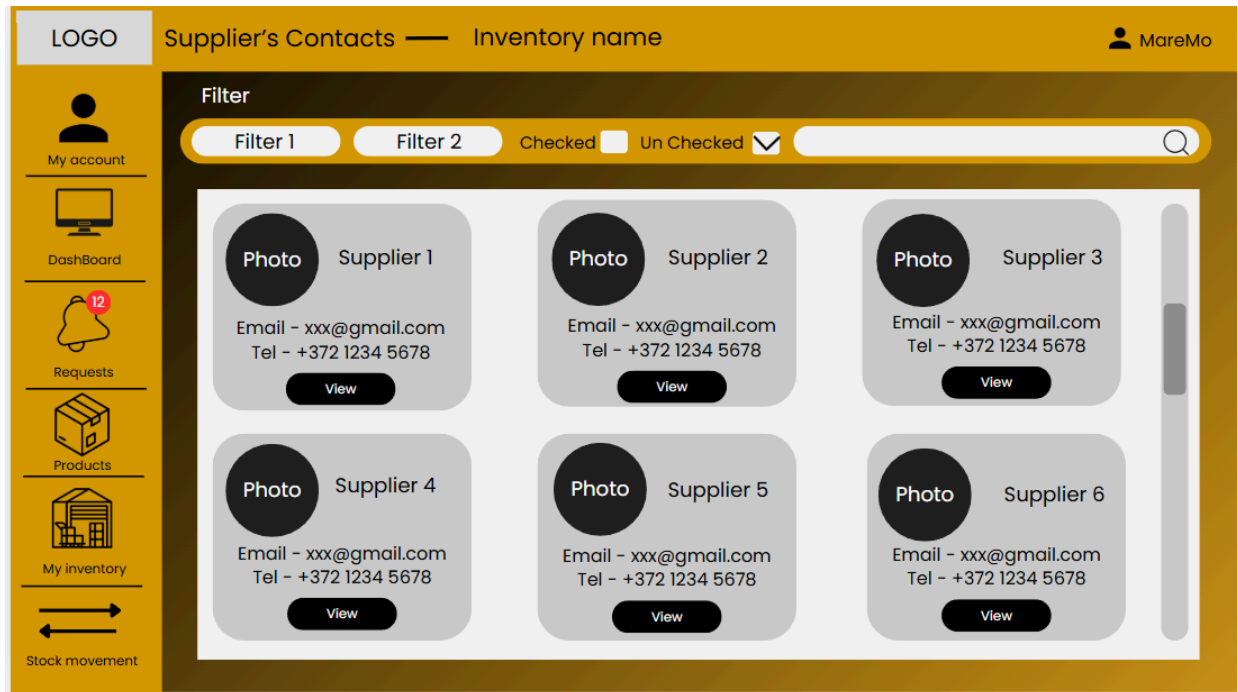 LOGO
Supplier's Contacts — Inventory name
MareMo
My account
DashBoard
12
Requests
Products
My inventory
Stock movement
Filter
Filter 1
Filter 2
Checked
Un Checked
Photo
Supplier 1
Email - xxx@gmail.com
Tel - +372 1234 5678
View
Photo
Supplier 2
Email - xxx@gmail.com
Tel - +372 1234 5678
View
Photo
Supplier 3
Email - xxx@gmail.com
Tel - +372 1234 5678
View
Photo
Supplier 4
Email - xxx@gmail.com
Tel - +372 1234 5678
View
Photo
Supplier 5
Email - xxx@gmail.com
Tel - +372 1234 5678
View
Photo
Supplier 6
Email - xxx@gmail.com
Tel - +372 1234 5678
View